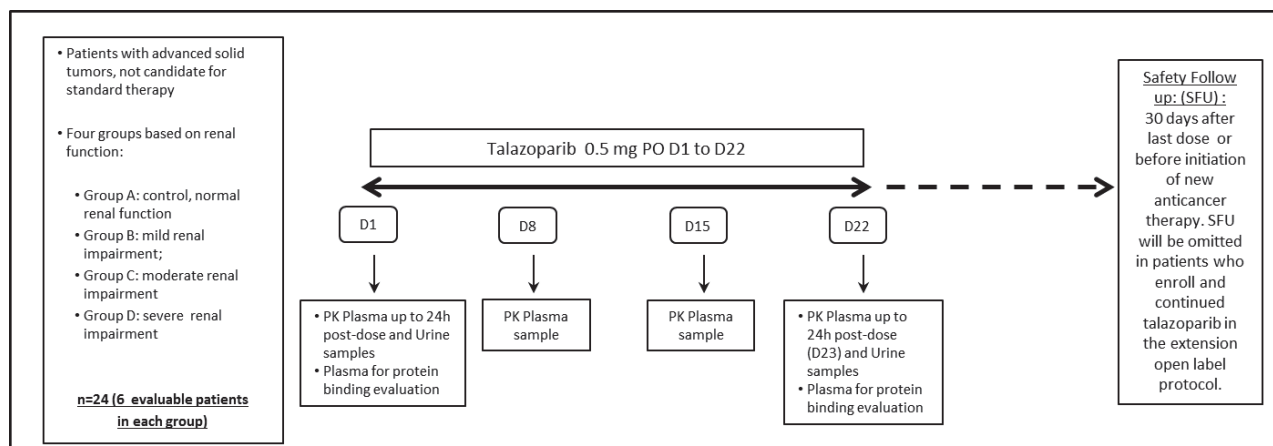 • Patients with advanced solid
tumors, not candidate for
standard therapy
• Four groups based on renal
function:
• Group A: control, normal
renal function
• Group B: mild renal
impairment;
• Group C: moderate renal
impairment
• Group D: severe renal
impairment
n=24 (6 evaluable patients
in each group)
Talazoparib 0.5 mg PO D1 to D22
D1
D8
D15
D22
• PK Plasma up to 24h
post-dose and Urine
samples
• Plasma for protein
binding evaluation
PK Plasma
sample
PK Plasma
sample
• PK Plasma up to
24h post-dose
(D23) and Urine
samples
• Plasma for protein
binding evaluation
Safety Follow
up: (SFU) :
30 days after
last dose or
before initiation
of new
anticancer
therapy. SFU
will be omitted
in patients who
enroll and
continued
talazoparib in
the extension
open label
protocol.